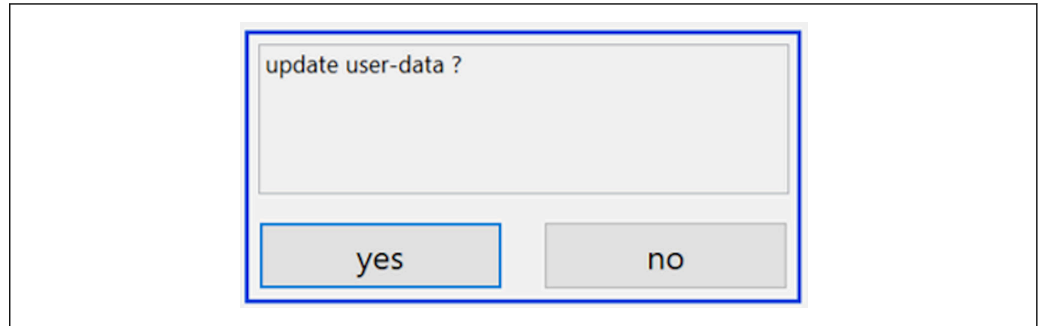 update user-data ?
yes
no